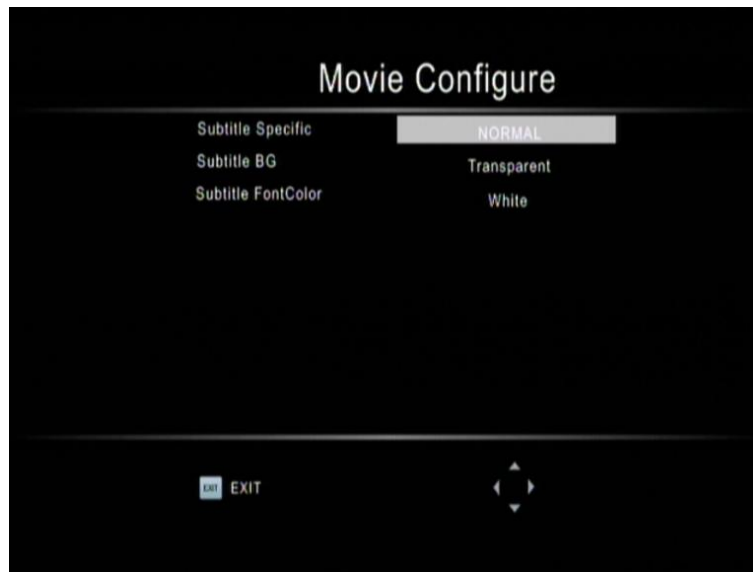 Movie Configure
Subtitle Specific NORMAL
Subtitle BG Transparent
Subtitle FontColor White
EXIT EXIT